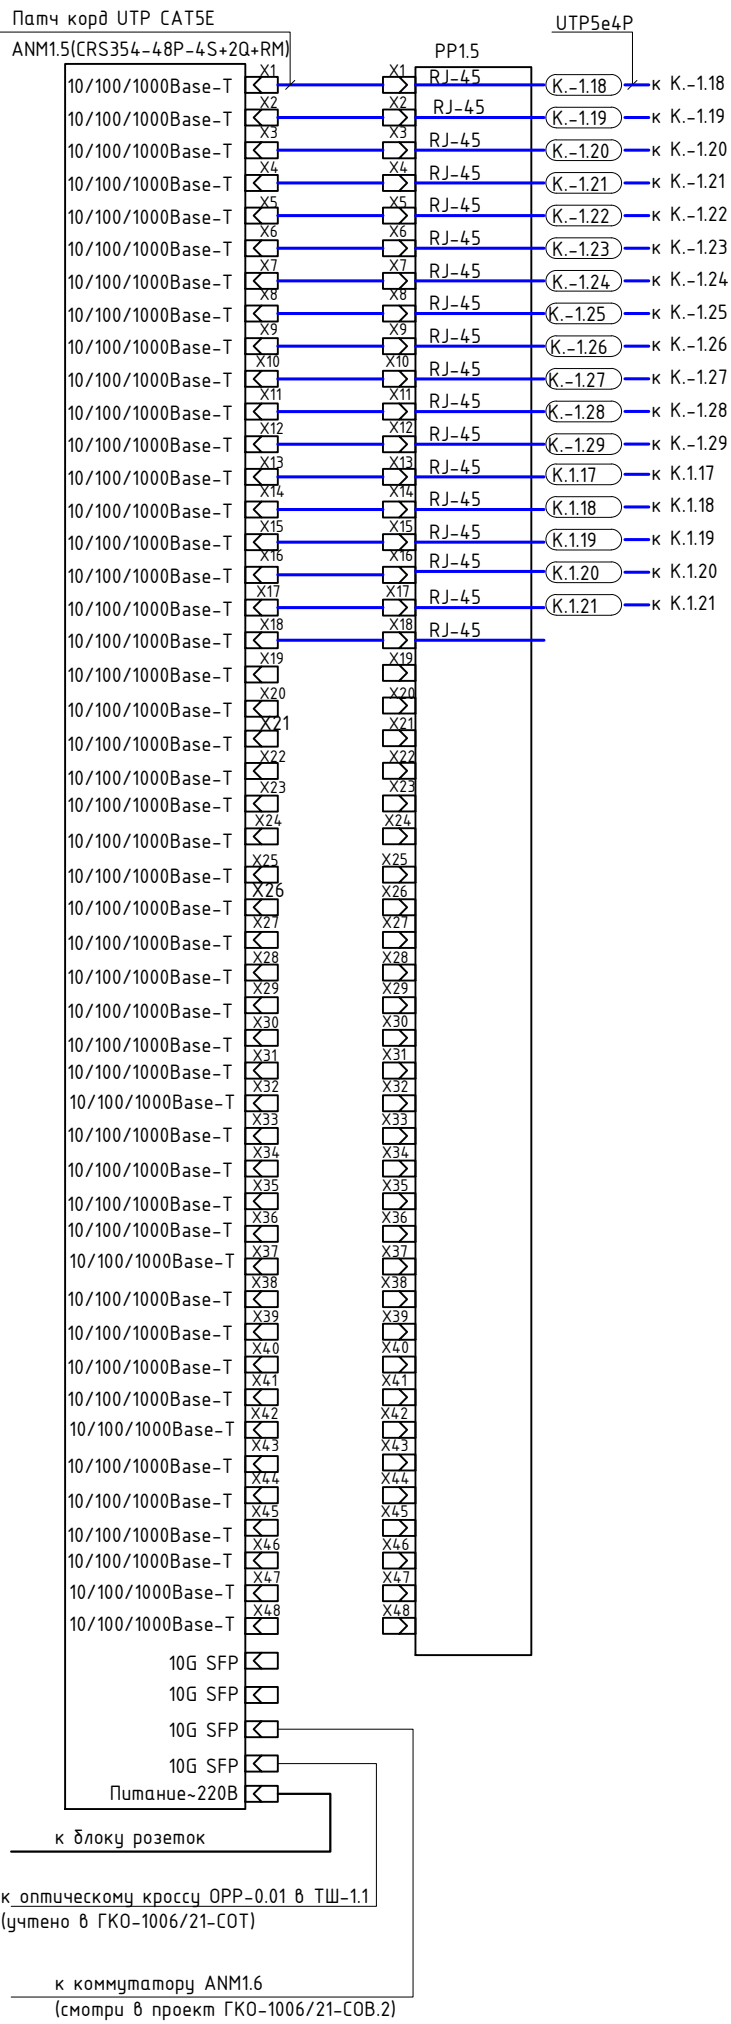 Патч корд UTP CAT5E
UTP5e4P
ANM1.5(CRS354-48P-4S+2Q+RM)
PP1.5
10/100/1000Base-T X1 X1 RJ-45 К.-1.18 к К.-1.18
10/100/1000Base-T X2 X2 RJ-45 К.-1.19 к К.-1.19
10/100/1000Base-T X3 X3 RJ-45 К.-1.20 к К.-1.20
10/100/1000Base-T X4 X4 RJ-45 К.-1.21 к К.-1.21
10/100/1000Base-T X5 X5 RJ-45 К.-1.22 к К.-1.22
10/100/1000Base-T X6 X6 RJ-45 К.-1.23 к К.-1.23
10/100/1000Base-T X7 X7 RJ-45 К.-1.24 к К.-1.24
10/100/1000Base-T X8 X8 RJ-45 К.-1.25 к К.-1.25
10/100/1000Base-T X9 X9 RJ-45 К.-1.26 к К.-1.26
10/100/1000Base-T X10 X10 RJ-45 К.-1.27 к К.-1.27
10/100/1000Base-T X11 X11 RJ-45 К.-1.28 к К.-1.28
10/100/1000Base-T X12 X12 RJ-45 К.-1.29 к К.-1.29
10/100/1000Base-T X13 X13 RJ-45 К.1.17 к К.1.17
10/100/1000Base-T X14 X14 RJ-45 К.1.18 к К.1.18
10/100/1000Base-T X15 X15 RJ-45 К.1.19 к К.1.19
10/100/1000Base-T X16 X16 RJ-45 К.1.20 к К.1.20
10/100/1000Base-T X17 X17 RJ-45 К.1.21 к К.1.21
10/100/1000Base-T X18 X18 RJ-45
10/100/1000Base-T X19 X19
10/100/1000Base-T X20 X20
10/100/1000Base-T X21 X21
10/100/1000Base-T X22 X22
10/100/1000Base-T X23 X23
10/100/1000Base-T X24 X24
10/100/1000Base-T X25 X25
10/100/1000Base-T X26 X26
10/100/1000Base-T X27 X27
10/100/1000Base-T X28 X28
10/100/1000Base-T X29 X29
10/100/1000Base-T X30 X30
10/100/1000Base-T X31 X31
10/100/1000Base-T X32 X32
10/100/1000Base-T X33 X33
10/100/1000Base-T X34 X34
10/100/1000Base-T X35 X35
10/100/1000Base-T X36 X36
10/100/1000Base-T X37 X37
10/100/1000Base-T X38 X38
10/100/1000Base-T X39 X39
10/100/1000Base-T X40 X40
10/100/1000Base-T X41 X41
10/100/1000Base-T X42 X42
10/100/1000Base-T X43 X43
10/100/1000Base-T X44 X44
10/100/1000Base-T X45 X45
10/100/1000Base-T X46 X46
10/100/1000Base-T X47 X47
10/100/1000Base-T X48 X48
10G SFP
10G SFP
10G SFP
10G SFP
Питание~220В
к блоку розеток
к оптическому кроссу OPP-0.01 в ТШ-1.1
(учтено в ГКО-1006/21-СОТ)
к коммутатору ANM1.6
(смотри в проект ГКО-1006/21-СОВ.2)